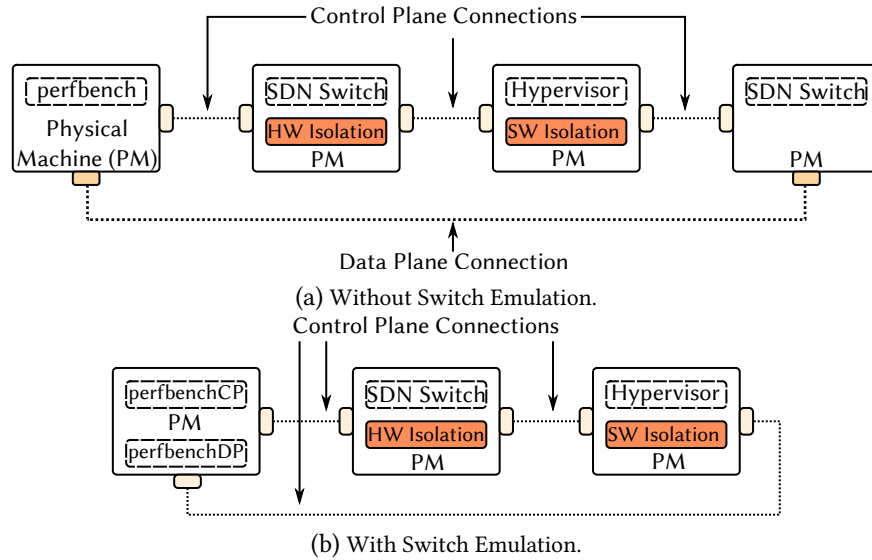 Control Plane Connections
perfbench
Physical
Machine (PM)
SDN Switch
HW Isolation
PM
Hypervisor
SW Isolation
PM
SDN Switch
PM
Data Plane Connection
(a) Without Switch Emulation.
Control Plane Connections
perfbenchCP
PM
perfbenchDP
SDN Switch
HW Isolation
PM
Hypervisor
SW Isolation
PM
(b) With Switch Emulation.